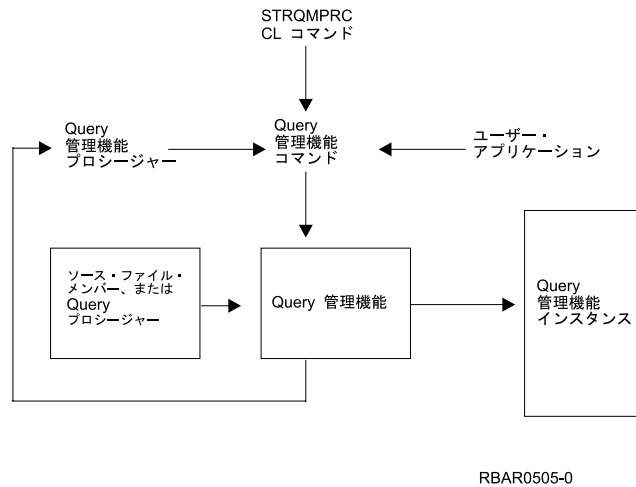 STRQMPRC
CL コマンド
Query
管理機能
プロシージャー
Query
管理機能
コマンド
ユーザー・
アプリケーション
ソース・ファイル・
メンバー、または
Query
プロシージャー
Query 管理機能
Query
管理機能
インスタンス
RBAR0505-0